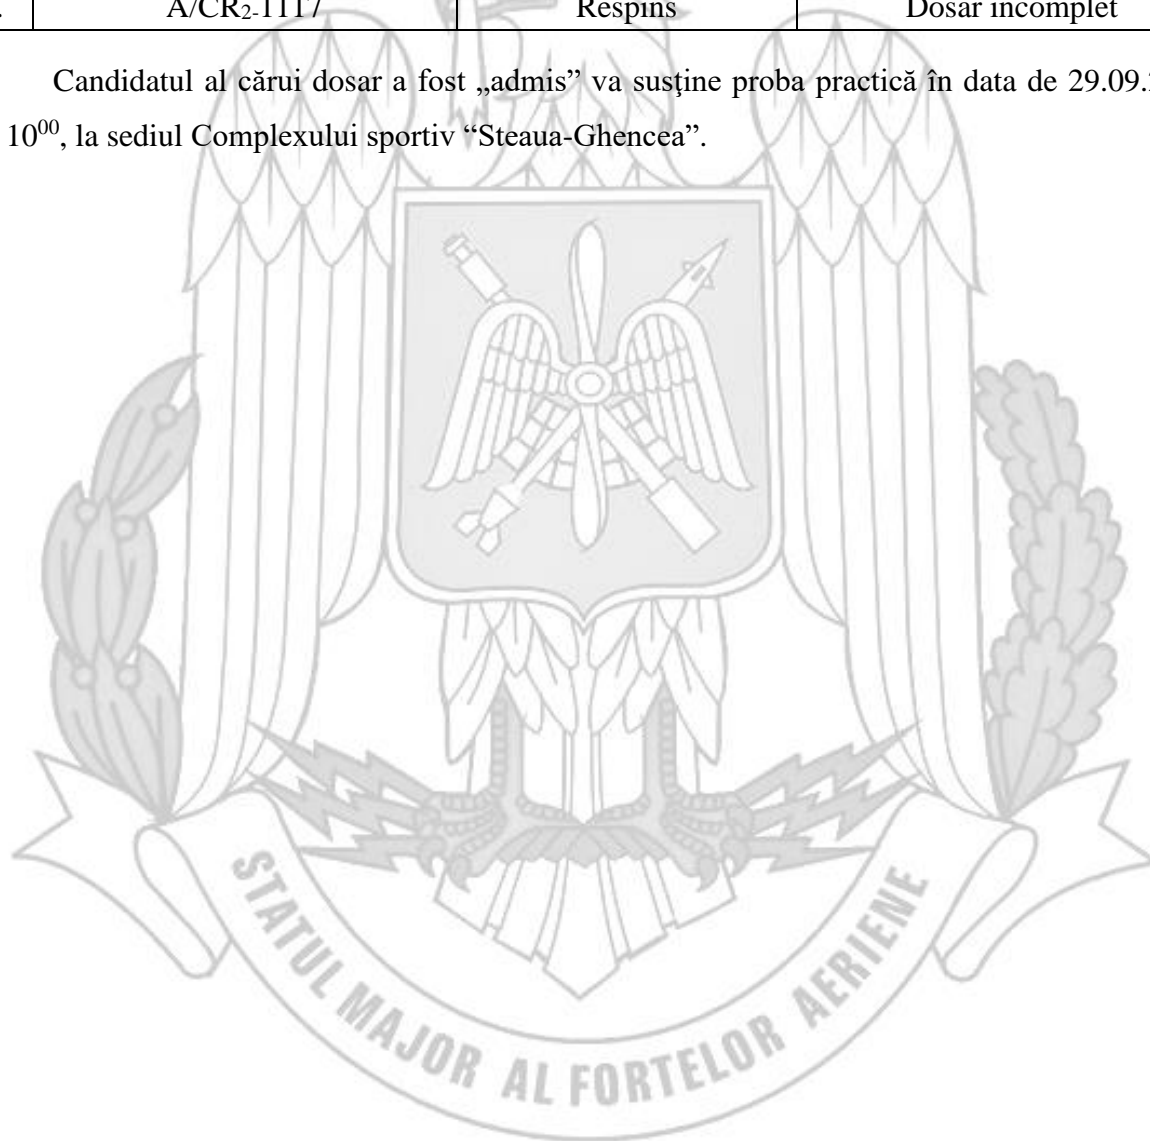 A/CR2-1117 Respins Dosar incomplet
Candidatul al cărui dosar a fost „admis” va susţine proba practică în data de 29.09.
10⁰⁰, la sediul Complexului sportiv “Steaua-Ghencea”.
STATUL MAJOR AL FORTELOR AERIENE